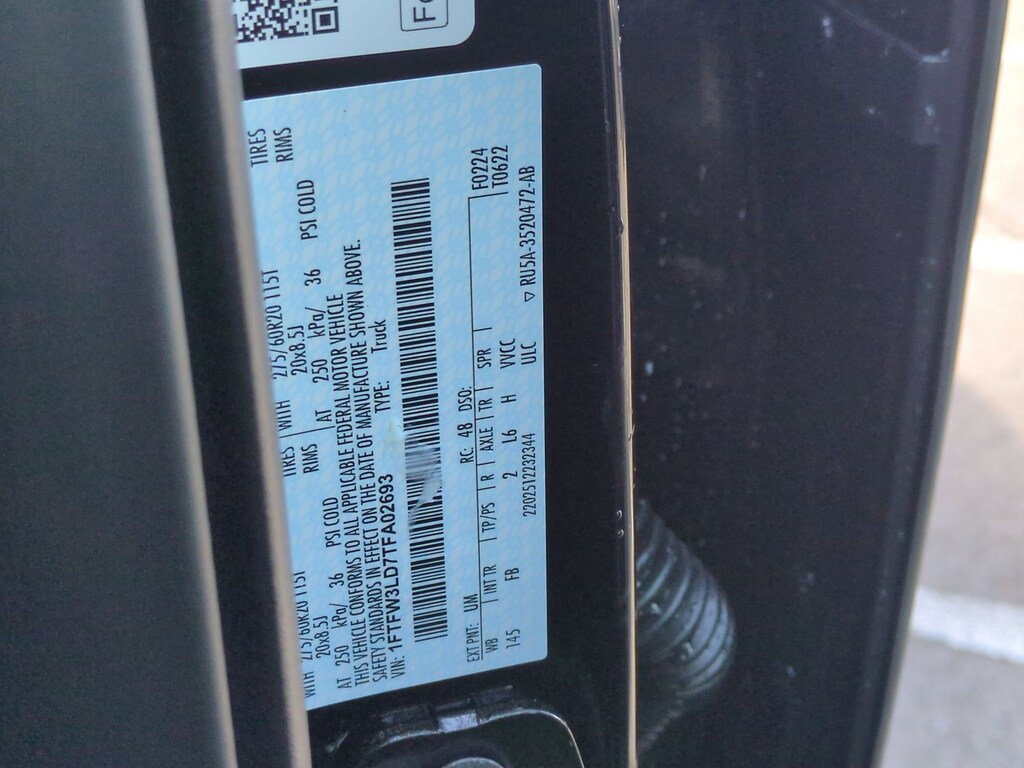 FO
WITH 275/60R20 115T TIRES WITH 275/60R20 115T TIRES
20x8.5J RIMS 20x8.5J RIMS
AT 250 kPa/ 36 PSI COLD AT 250 kPa/ 36 PSI COLD
THIS VEHICLE CONFORMS TO ALL APPLICABLE FEDERAL MOTOR VEHICLE
SAFETY STANDARDS IN EFFECT ON THE DATE OF MANUFACTURE SHOWN ABOVE.
VIN: 1FTFW3LD7TFA02693 TYPE: Truck
EXT PNT: UM RC: 48 DSO: F0224
WB INT TR TP/PS R AXLE TR SPR T0622
145 FB 2 L6 H VVCC
2202512232344 ULC ▽ RU5A-3520472-AB